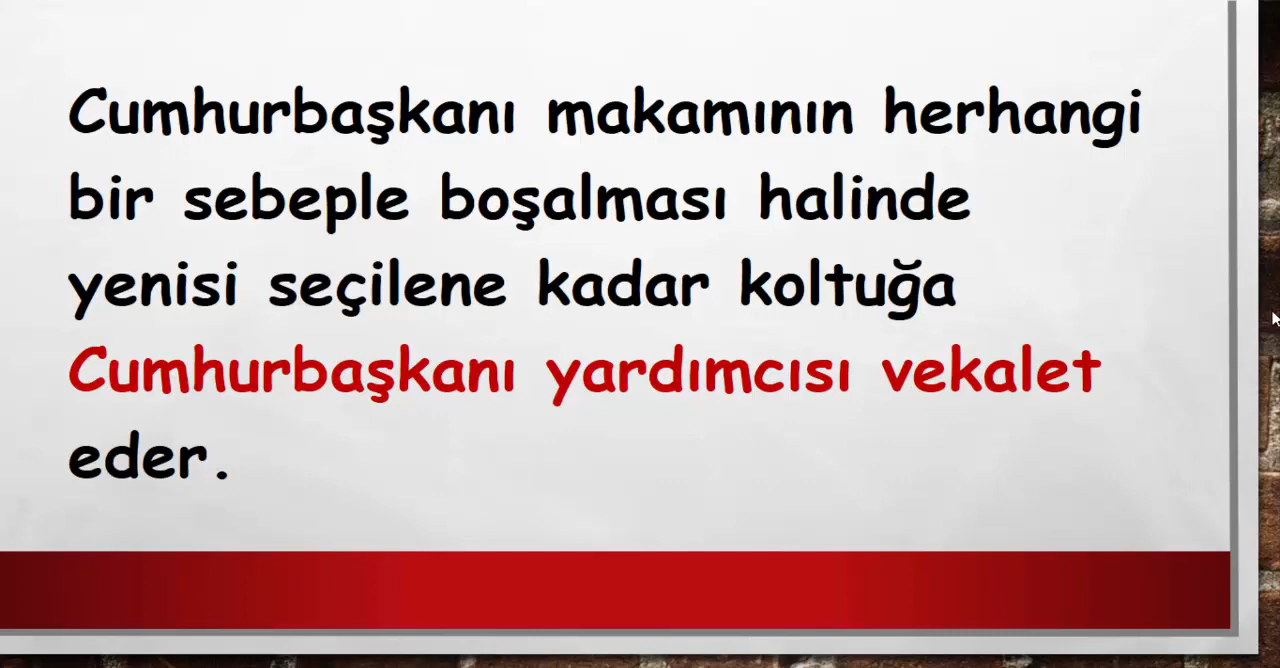 Cumhurbaşkanı makamının herhangi
bir sebeple boşalması halinde
yenisi seçilene kadar koltuğa
Cumhurbaşkanı yardımcısı vekalet
eder.